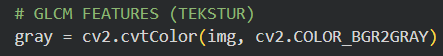 # GLCM FEATURES (TEKSTUR)
gray = cv2.cvtColor(img, cv2.COLOR_BGR2GRAY)